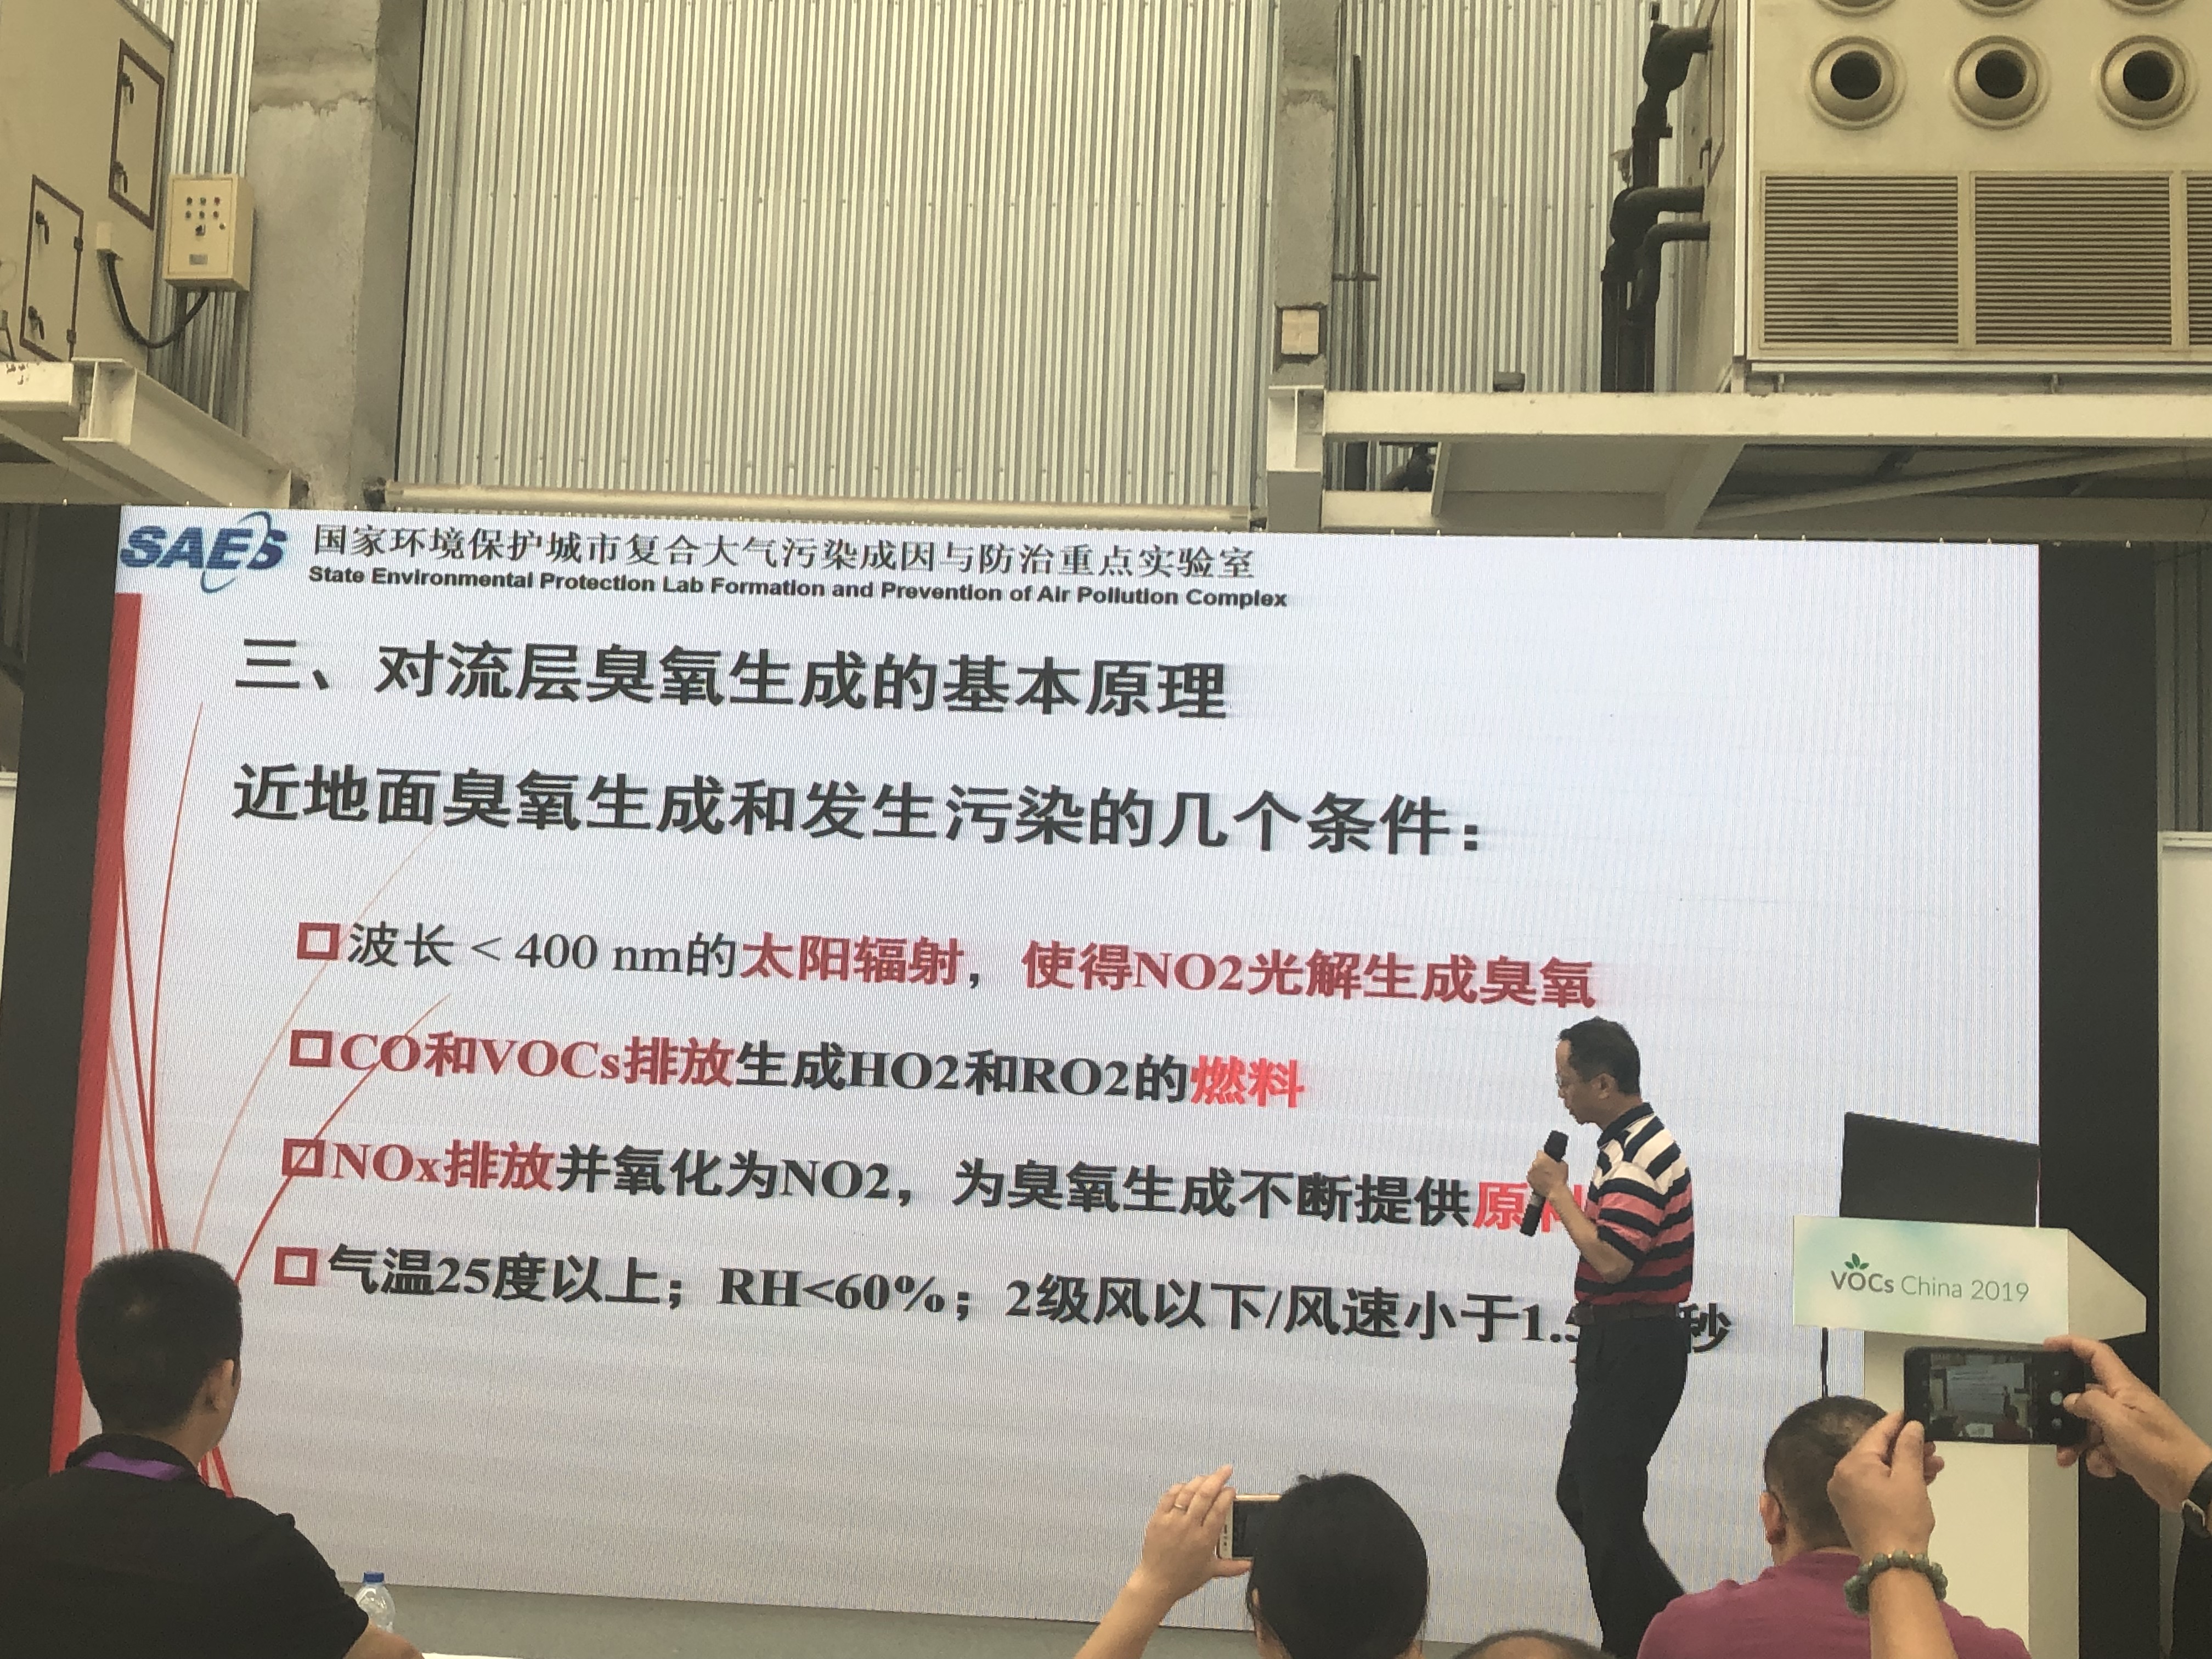 SAES
国家环境保护城市复合大气污染成因与防治重点实验室
State Environmental Protection Lab Formation and Prevention of Air Pollution Complex
三、对流层臭氧生成的基本原理
近地面臭氧生成和发生污染的几个条件：
波长 < 400 nm的太阳辐射，使得NO2光解生成臭氧
CO和VOCs排放生成HO2和RO2的燃料
NOx排放并氧化为NO2，为臭氧生成不断提供原
气温25度以上；RH<60%；2级风以下/风速小于1.5 秒
VOCs China 2019